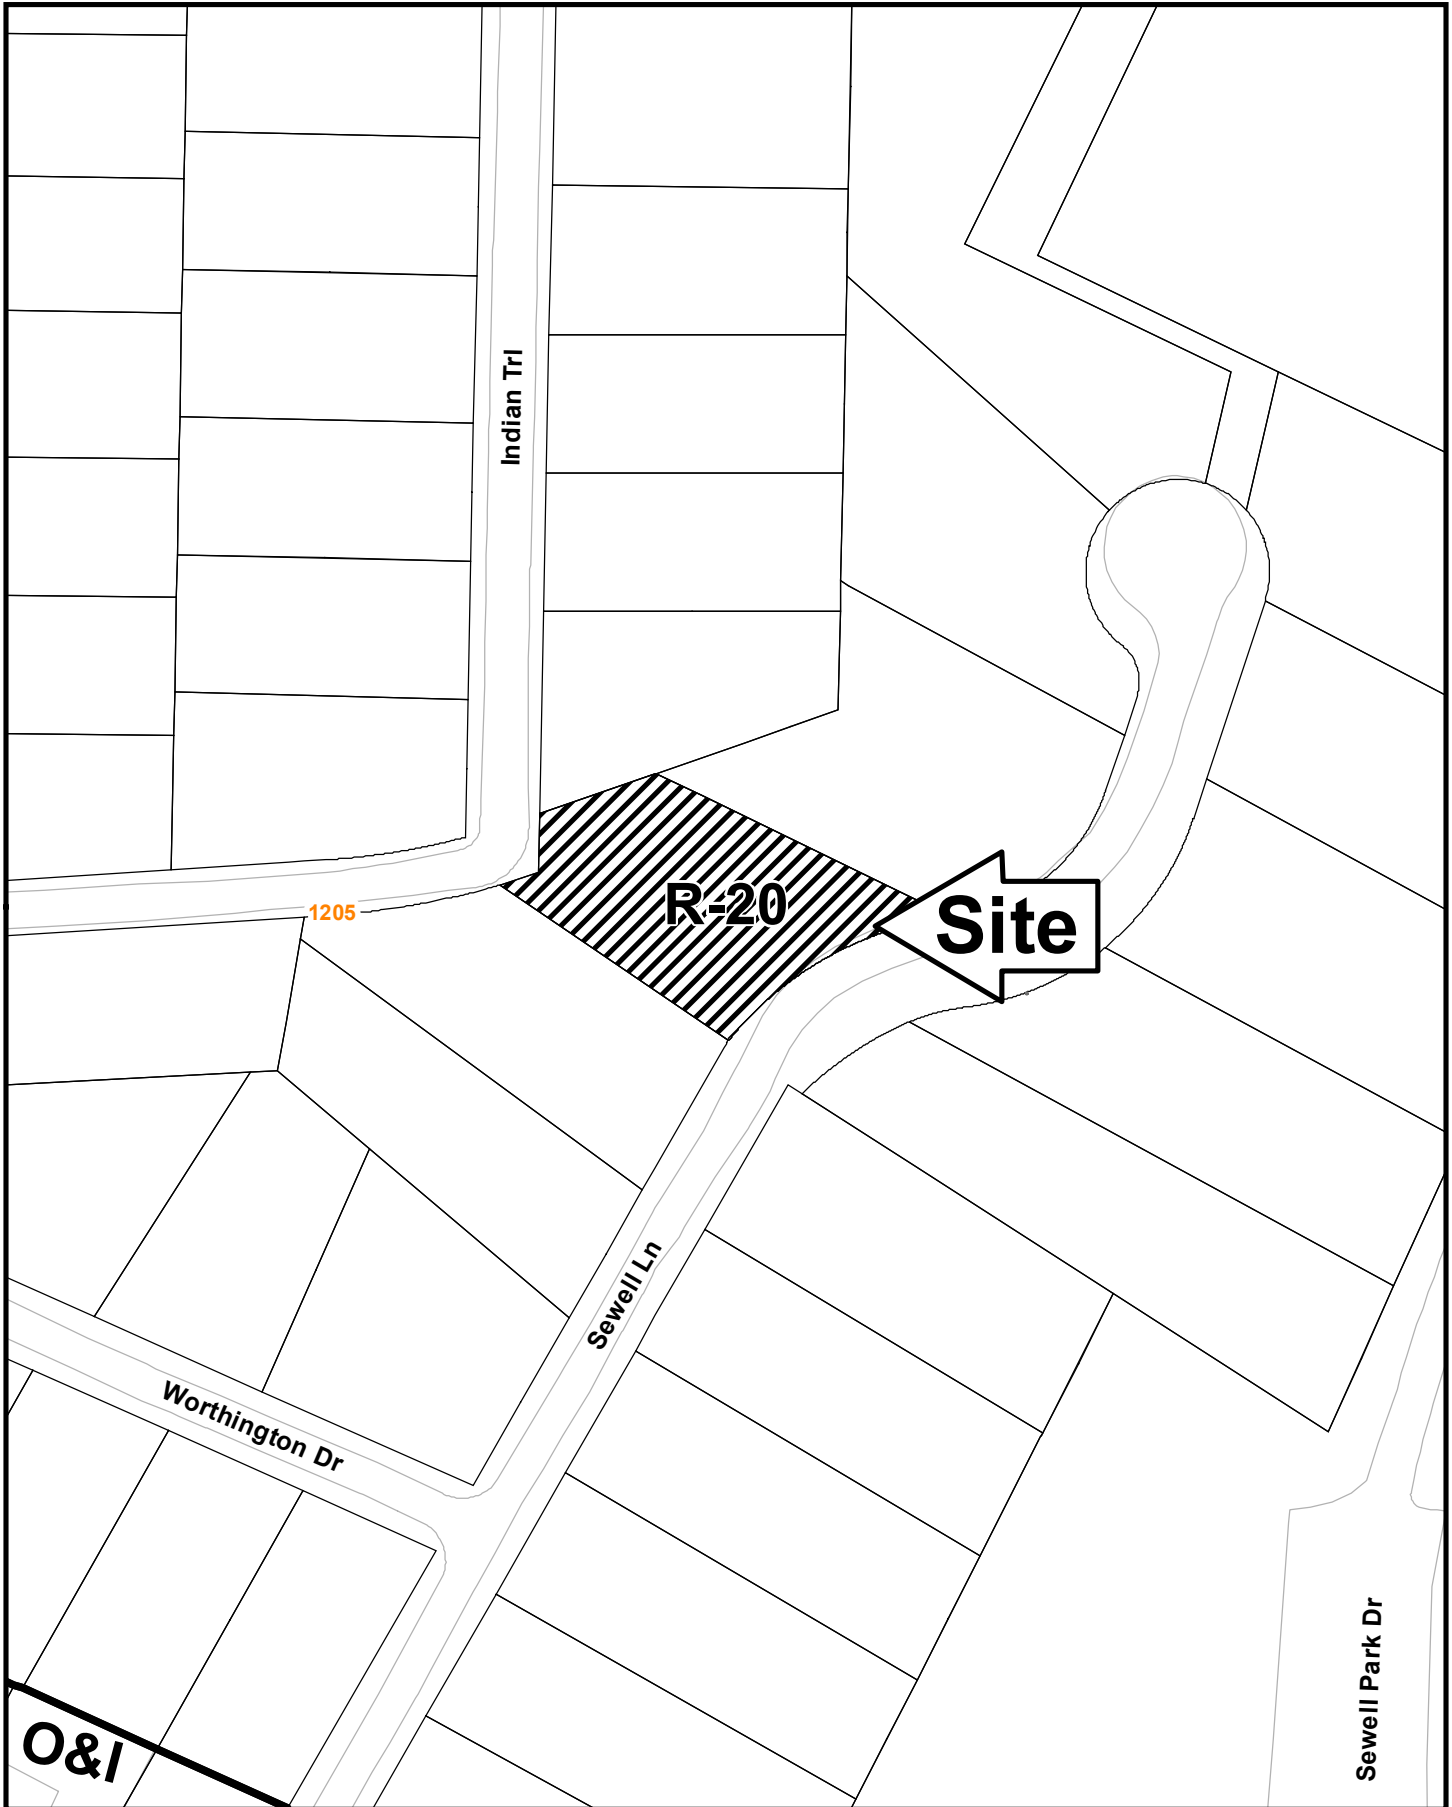 Indian Trl
R-20
Site
1205
Sewell Ln
Worthington Dr
Sewell Park Dr
O&I